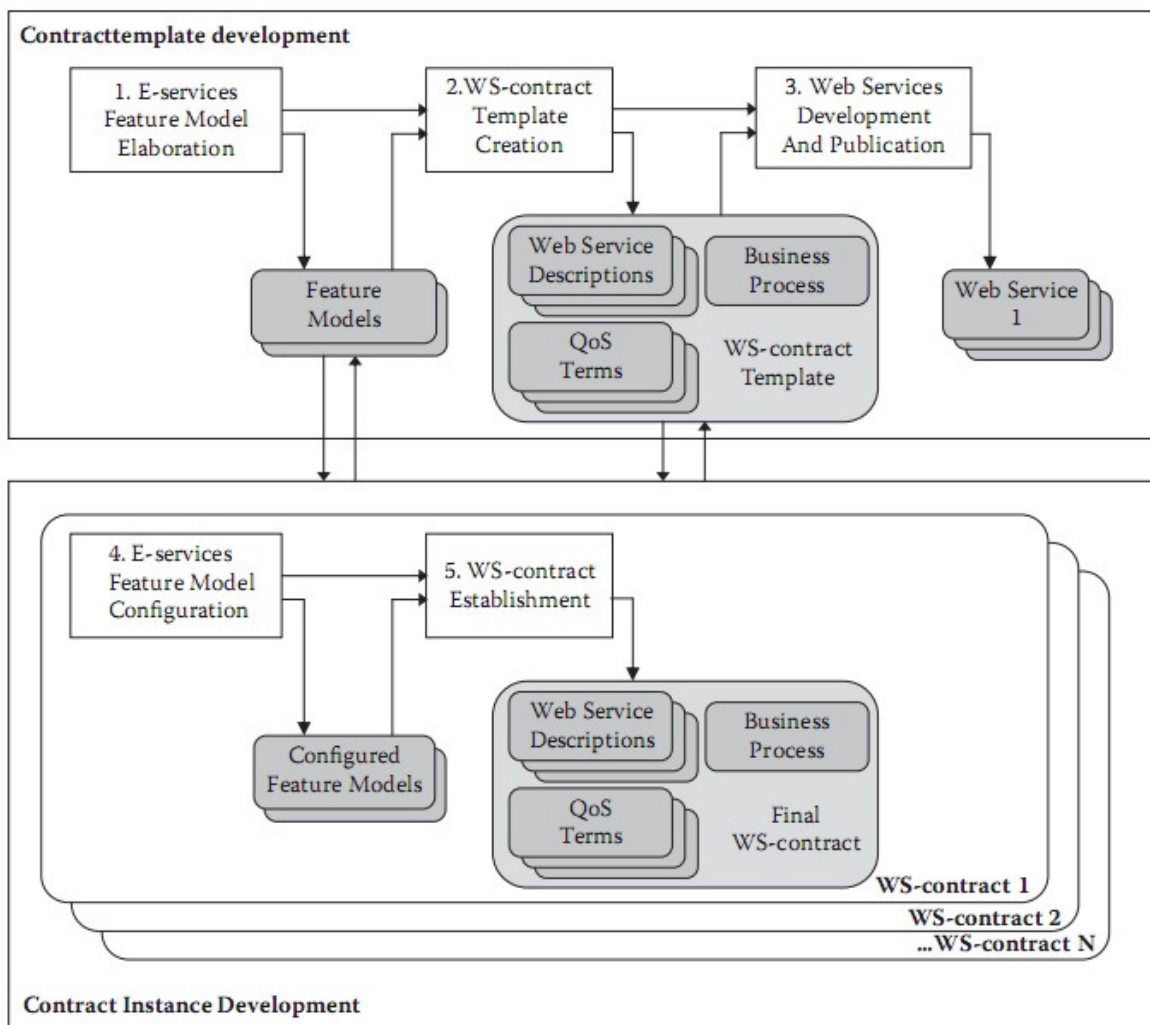 Contracttemplate development
1. E-services
Feature Model
Elaboration
2.WS-contract
Template
Creation
3. Web Services
Development
And Publication
Feature
Models
Web Service
Descriptions
Business
Process
QoS
Terms
WS-contract
Template
Web Service
1
4. E-services
Feature Model
Configuration
5. WS-contract
Establishment
Configured
Feature Models
Web Service
Descriptions
Business
Process
QoS
Terms
Final
WS-contract
WS-contract 1
WS-contract 2
...WS-contract N
Contract Instance Development